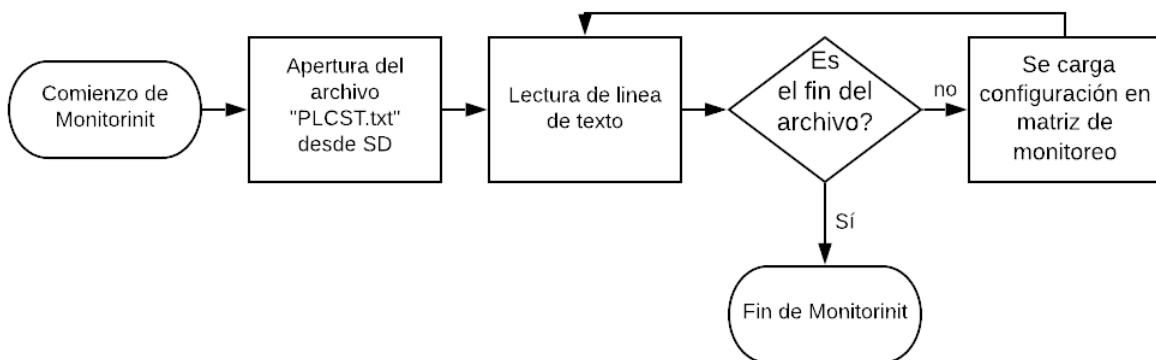 Comienzo de
Monitorinit
Apertura del
archivo
"PLCST.txt"
desde SD
Lectura de linea
de texto
Es
el fin del
archivo?
no
Se carga
configuración en
matriz de
monitoreo
Sí
Fin de Monitorinit